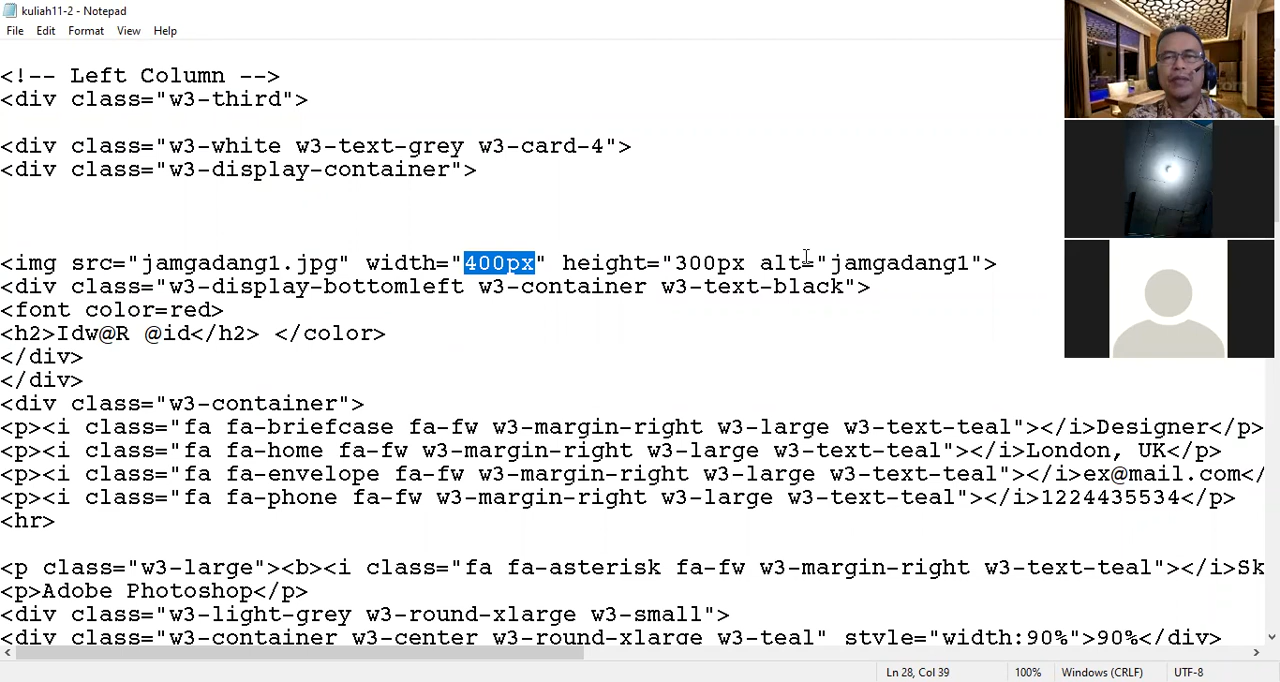 kuliah11-2 - Notepad
File Edit Format View Help
<!-- Left Column -->
<div class="w3-third">
<div class="w3-white w3-text-grey w3-card-4">
<div class="w3-display-container">
<img src="jamgadang1.jpg" width="400px" height="300px alt="jamgadang1">
<div class="w3-display-bottomleft w3-container w3-text-black">
<font color=red>
<h2>Idw@R @id</h2> </color>
</div>
</div>
<div class="w3-container">
<p><i class="fa fa-briefcase fa-fw w3-margin-right w3-large w3-text-teal"></i>Designer</p>
<p><i class="fa fa-home fa-fw w3-margin-right w3-large w3-text-teal"></i>London, UK</p>
<p><i class="fa fa-envelope fa-fw w3-margin-right w3-large w3-text-teal"></i>ex@mail.com</
<p><i class="fa fa-phone fa-fw w3-margin-right w3-large w3-text-teal"></i>1224435534</p>
<hr>
<p class="w3-large"><b><i class="fa fa-asterisk fa-fw w3-margin-right w3-text-teal"></i>Sk
<p>Adobe Photoshop</p>
<div class="w3-light-grey w3-round-xlarge w3-small">
<div class="w3-container w3-center w3-round-xlarge w3-teal" style="width:90%">90%</div>
Ln 28, Col 39 100% Windows (CRLF) UTF-8